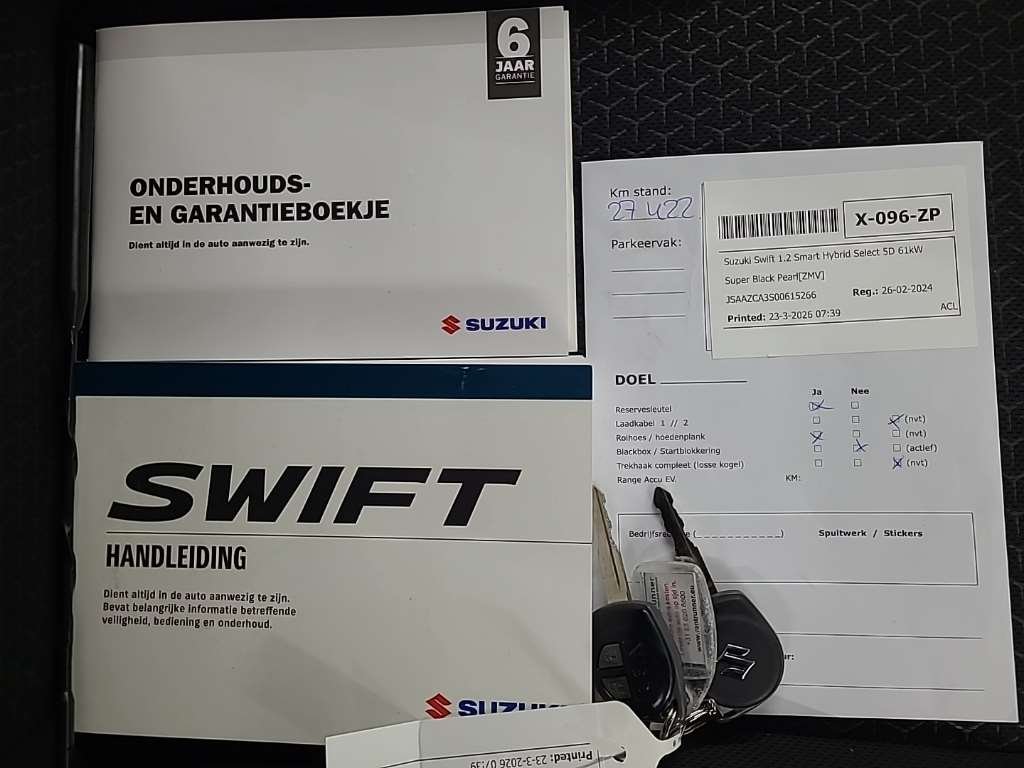 6
JAAR
GARANTIE
ONDERHOUDS-
EN GARANTIEBOEKJE
Dient altijd in de auto aanwezig te zijn.
SUZUKI
SWIFT
HANDLEIDING
Dient altijd in de auto aanwezig te zijn.
Bevat belangrijke informatie betreffende
veiligheid, bediening en onderhoud.
SUZUKI
Km stand:
27422
Parkeervak:
X-096-ZP
Suzuki Swift 1.2 Smart Hybrid Select 5D 61kW
Super Black Pearl[ZMV]
JSAAZCA3S00615266 Reg.: 26-02-2024
Printed: 23-3-2026 07:39 ACL
DOEL
Ja Nee
Reservesleutel
Laadkabel 1 // 2 (nvt)
Rolhoes / hoedenplank (nvt)
Blackbox / Startblokkering (actief)
Trekhaak compleet (losse kogel) (nvt)
Range Accu EV. KM:
Spuitwerk / Stickers
www.rentrunner.eu
Printed: 23-3-2026 07:39